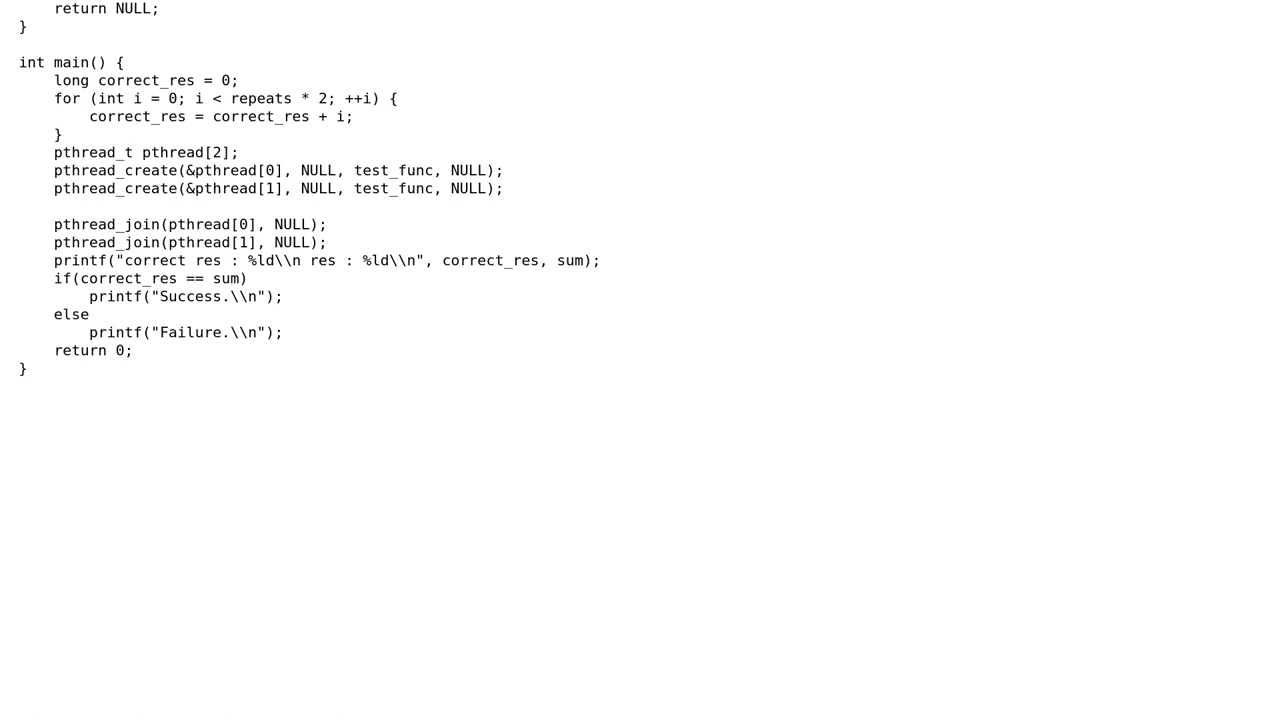 return NULL;
}

int main() {
    long correct_res = 0;
    for (int i = 0; i < repeats * 2; ++i) {
        correct_res = correct_res + i;
    }
    pthread_t pthread[2];
    pthread_create(&pthread[0], NULL, test_func, NULL);
    pthread_create(&pthread[1], NULL, test_func, NULL);

    pthread_join(pthread[0], NULL);
    pthread_join(pthread[1], NULL);
    printf("correct res : %ld\\n res : %ld\\n", correct_res, sum);
    if(correct_res == sum)
        printf("Success.\\n");
    else
        printf("Failure.\\n");
    return 0;
}